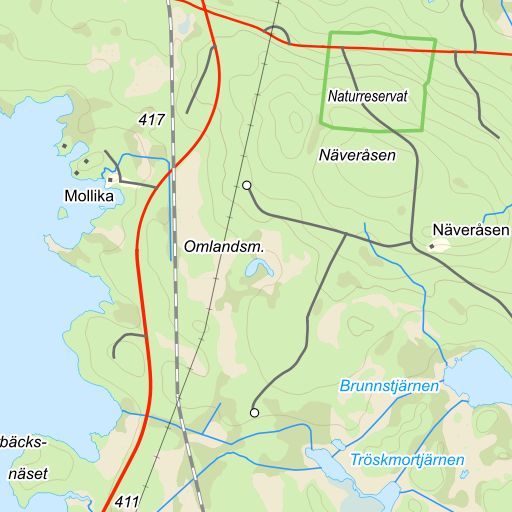 Naturreservat
417
Näveråsen
Mollika
Näveråsen
Omlandsm.
Brunnstjärnen
bäcks-
näset
Tröskmortjärnen
411